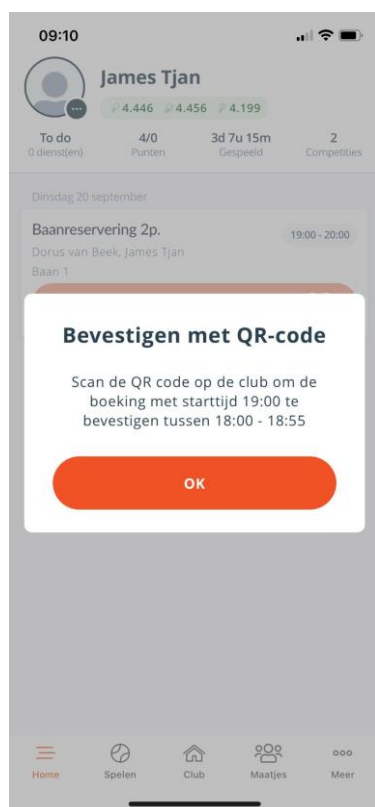 09:10
James Tjan
4.446 4.456 4.199
To do 4/0 3d 7u 15m 2
0 dienst(en) Punten Gespeeld Competities
Dinsdag 20 september
Baanreservering 2p. 19:00 - 20:00
Dorus van Beek, James Tjan
Baan 1
Bevestigen met QR-code
Scan de QR code op de club om de
boeking met starttijd 19:00 te
bevestigen tussen 18:00 - 18:55
OK
Home Spelen Club Maatjes Meer